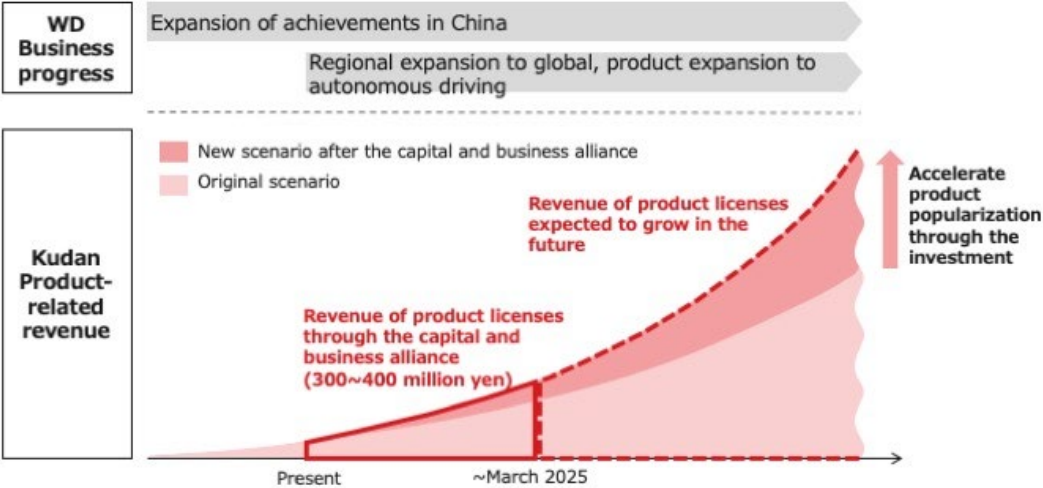 WD
Business
progress
Expansion of achievements in China
Regional expansion to global, product expansion to
autonomous driving
Kudan
Product-
related
revenue
New scenario after the capital and business alliance
Original scenario
Revenue of product licenses
expected to grow in the
future
Accelerate
product
popularization
through the
investment
Revenue of product licenses
through the capital and
business alliance
(300~400 million yen)
Present
~March 2025